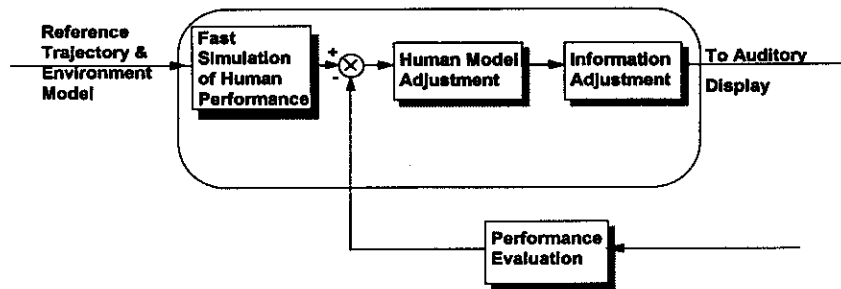 Reference
Trajectory &
Environment
Model
Fast
Simulation
of Human
Performance
+
-
Human Model
Adjustment
Information
Adjustment
To Auditory
Display
Performance
Evaluation